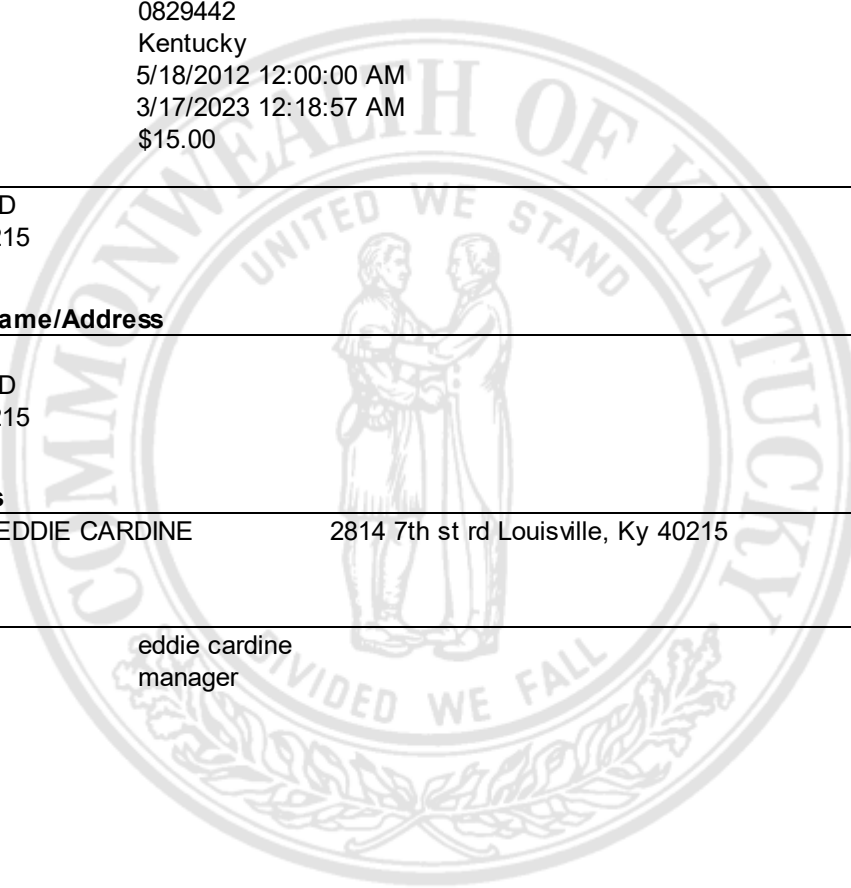 0829442
Kentucky
5/18/2012 12:00:00 AM
3/17/2023 12:18:57 AM
$15.00
D
215
ame/Address
D
215
s
EDDIE CARDINE 2814 7th st rd Louisville, Ky 40215
eddie cardine
manager
COMMONWEALTH OF KENTUCKY
UNITED WE STAND
DIVIDED WE FALL